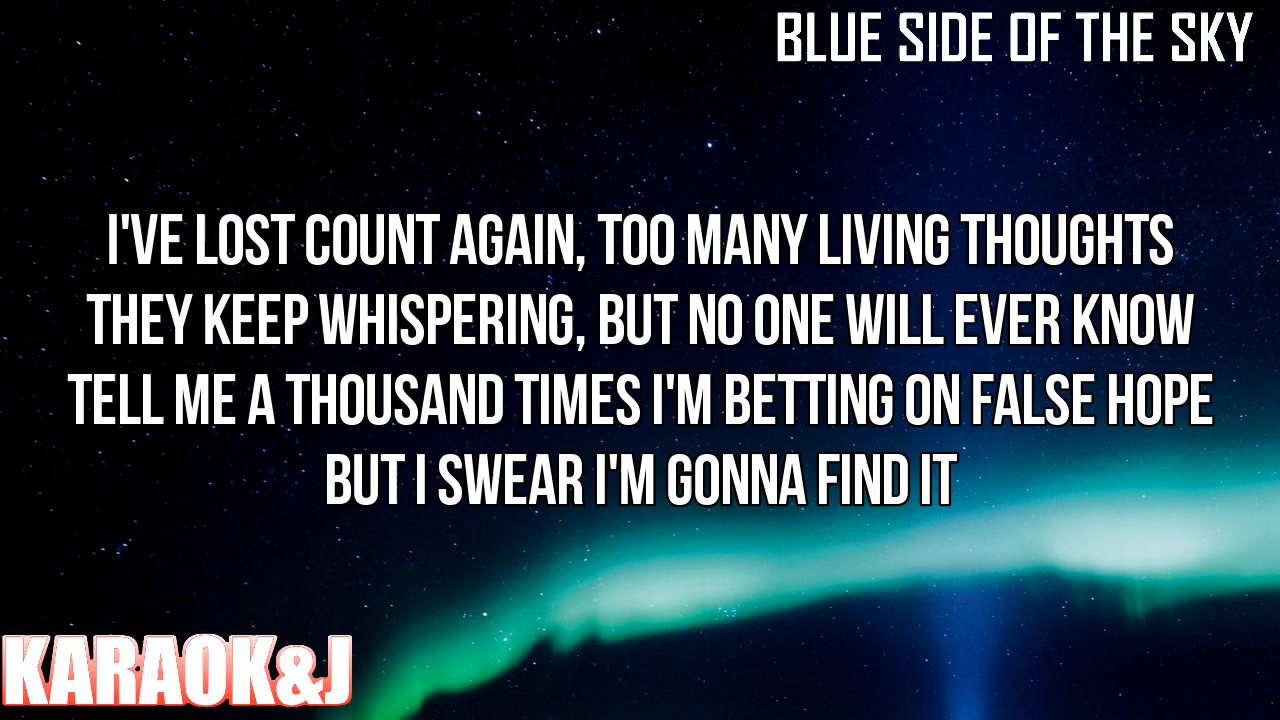 BLUE SIDE OF THE SKY
I'VE LOST COUNT AGAIN, TOO MANY LIVING THOUGHTS
THEY KEEP WHISPERING, BUT NO ONE WILL EVER KNOW
TELL ME A THOUSAND TIMES I'M BETTING ON FALSE HOPE
BUT I SWEAR I'M GONNA FIND IT
KARAOK&J